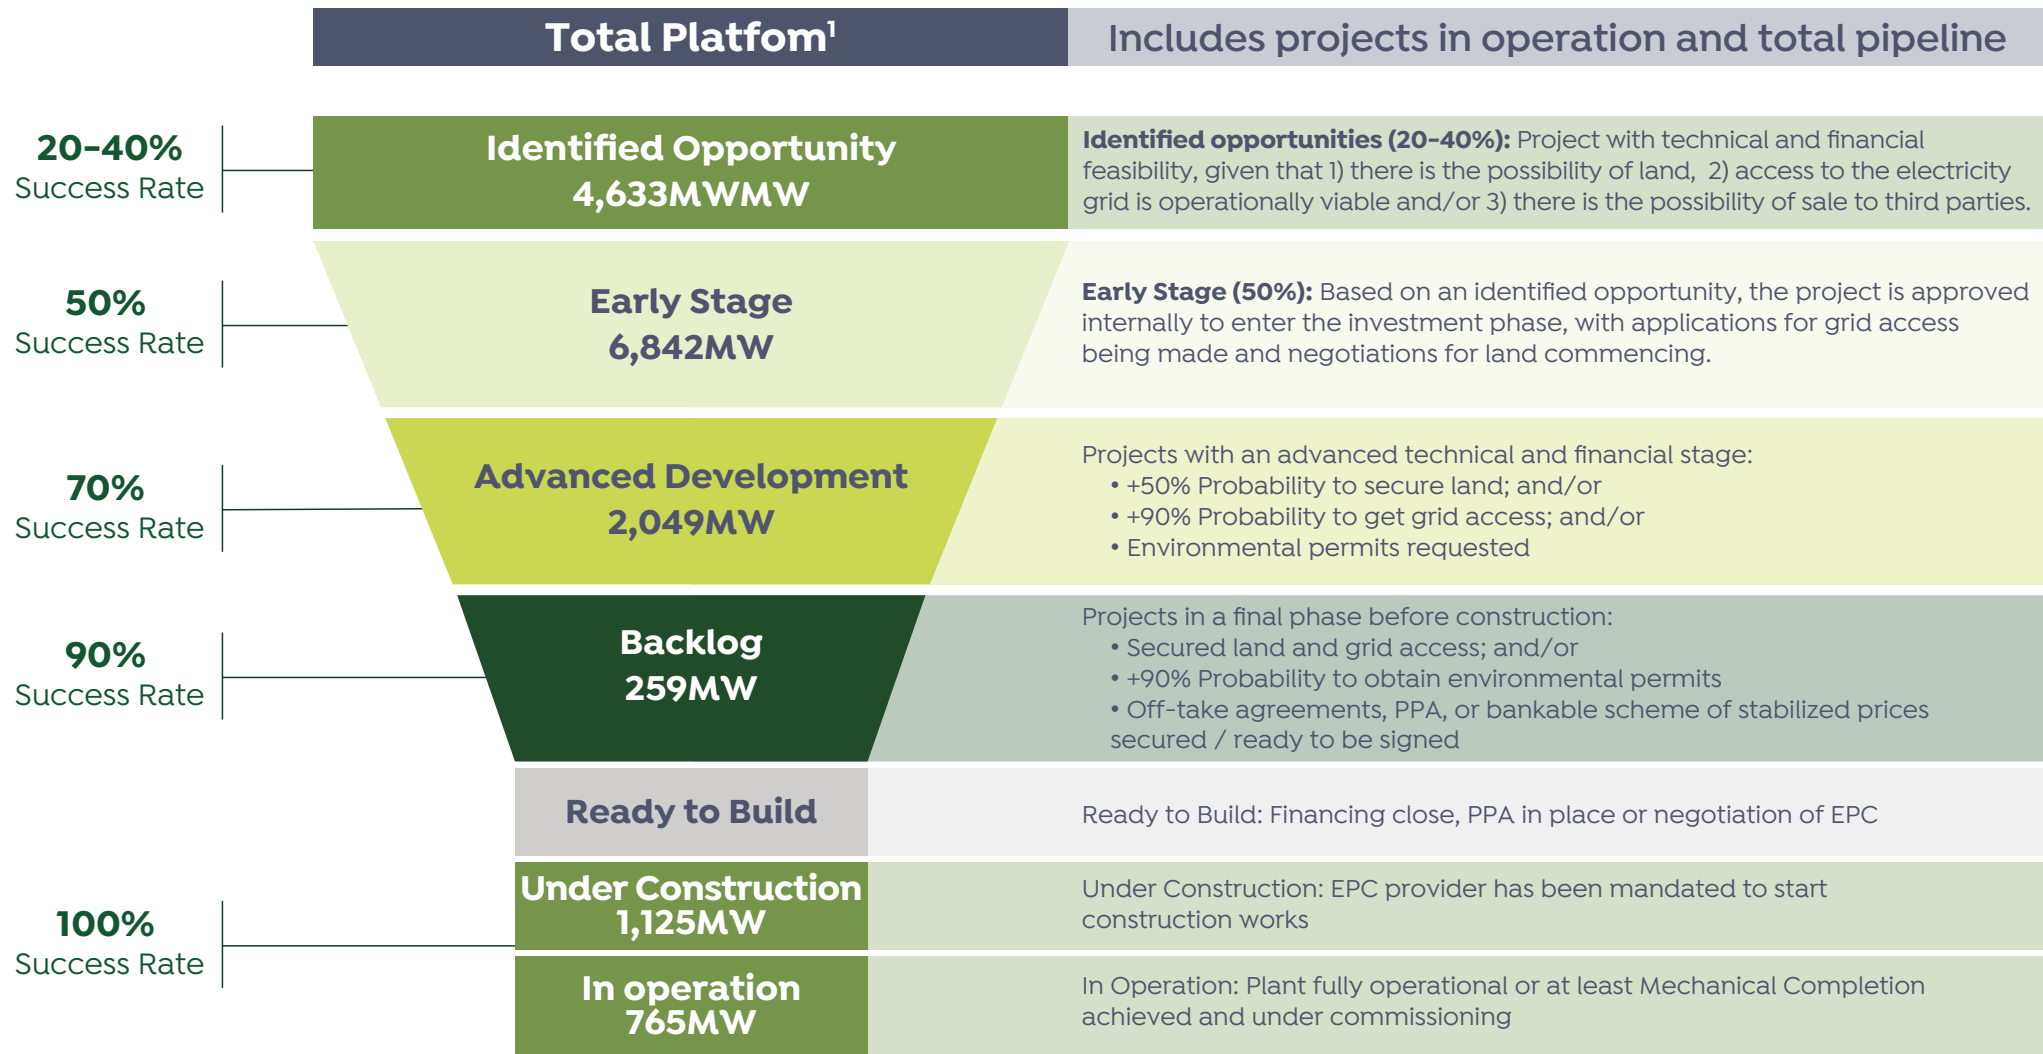 Total Platfom¹
Includes projects in operation and total pipeline
20-40%
Success Rate
Identified Opportunity
4,633MWMW
Identified opportunities (20-40%): Project with technical and financial
feasibility, given that 1) there is the possibility of land, 2) access to the electricity
grid is operationally viable and/or 3) there is the possibility of sale to third parties.
50%
Success Rate
Early Stage
6,842MW
Early Stage (50%): Based on an identified opportunity, the project is approved
internally to enter the investment phase, with applications for grid access
being made and negotiations for land commencing.
70%
Success Rate
Advanced Development
2,049MW
Projects with an advanced technical and financial stage:
• +50% Probability to secure land; and/or
• +90% Probability to get grid access; and/or
• Environmental permits requested
90%
Success Rate
Backlog
259MW
Projects in a final phase before construction:
• Secured land and grid access; and/or
• +90% Probability to obtain environmental permits
• Off-take agreements, PPA, or bankable scheme of stabilized prices
secured / ready to be signed
Ready to Build
Ready to Build: Financing close, PPA in place or negotiation of EPC
100%
Success Rate
Under Construction
1,125MW
Under Construction: EPC provider has been mandated to start
construction works
In operation
765MW
In Operation: Plant fully operational or at least Mechanical Completion
achieved and under commissioning